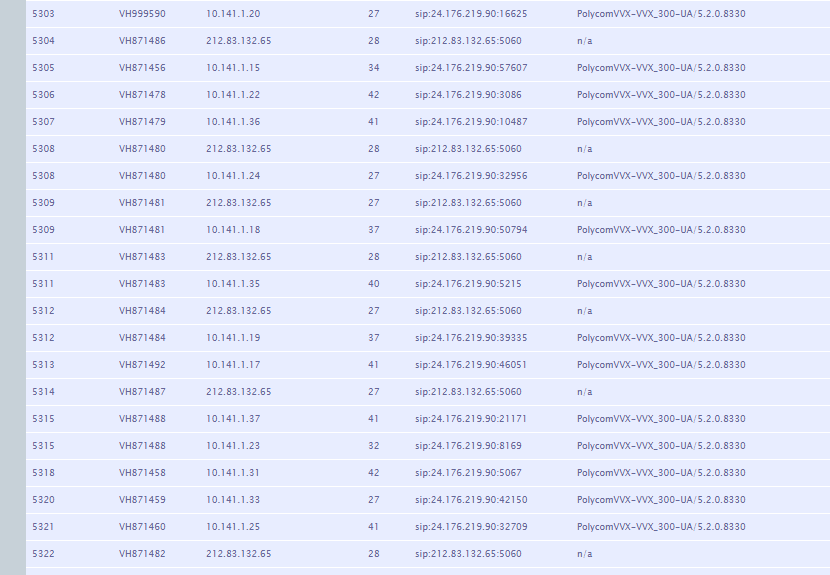 5303 VH999590 10.141.1.20 27 sip:24.176.219.90:16625 PolycomVVX-VVX_300-UA/5.2.0.8330
5304 VH871486 212.83.132.65 28 sip:212.83.132.65:5060 n/a
5305 VH871456 10.141.1.15 34 sip:24.176.219.90:57607 PolycomVVX-VVX_300-UA/5.2.0.8330
5306 VH871478 10.141.1.22 42 sip:24.176.219.90:3086 PolycomVVX-VVX_300-UA/5.2.0.8330
5307 VH871479 10.141.1.36 41 sip:24.176.219.90:10487 PolycomVVX-VVX_300-UA/5.2.0.8330
5308 VH871480 212.83.132.65 28 sip:212.83.132.65:5060 n/a
5308 VH871480 10.141.1.24 27 sip:24.176.219.90:32956 PolycomVVX-VVX_300-UA/5.2.0.8330
5309 VH871481 212.83.132.65 27 sip:212.83.132.65:5060 n/a
5309 VH871481 10.141.1.18 37 sip:24.176.219.90:50794 PolycomVVX-VVX_300-UA/5.2.0.8330
5311 VH871483 212.83.132.65 28 sip:212.83.132.65:5060 n/a
5311 VH871483 10.141.1.35 40 sip:24.176.219.90:5215 PolycomVVX-VVX_300-UA/5.2.0.8330
5312 VH871484 212.83.132.65 27 sip:212.83.132.65:5060 n/a
5312 VH871484 10.141.1.19 37 sip:24.176.219.90:39335 PolycomVVX-VVX_300-UA/5.2.0.8330
5313 VH871492 10.141.1.17 41 sip:24.176.219.90:46051 PolycomVVX-VVX_300-UA/5.2.0.8330
5314 VH871487 212.83.132.65 27 sip:212.83.132.65:5060 n/a
5315 VH871488 10.141.1.37 41 sip:24.176.219.90:21171 PolycomVVX-VVX_300-UA/5.2.0.8330
5315 VH871488 10.141.1.23 32 sip:24.176.219.90:8169 PolycomVVX-VVX_300-UA/5.2.0.8330
5318 VH871458 10.141.1.31 42 sip:24.176.219.90:5067 PolycomVVX-VVX_300-UA/5.2.0.8330
5320 VH871459 10.141.1.33 27 sip:24.176.219.90:42150 PolycomVVX-VVX_300-UA/5.2.0.8330
5321 VH871460 10.141.1.25 41 sip:24.176.219.90:32709 PolycomVVX-VVX_300-UA/5.2.0.8330
5322 VH871482 212.83.132.65 28 sip:212.83.132.65:5060 n/a